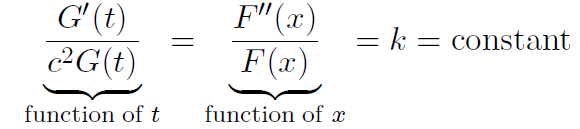 G′(t) / c²G(t) = F″(x) / F(x) = k = constant
function of t function of x